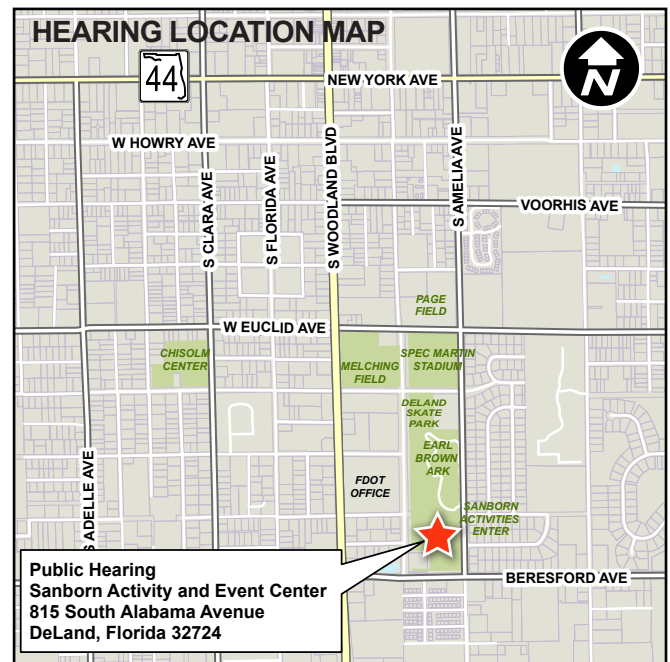 HEARING LOCATION MAP
44
N
NEW YORK AVE
W HOWRY AVE
S CLARA AVE
S FLORIDA AVE
S WOODLAND BLVD
S AMELIA AVE
VOORHIS AVE
PAGE
FIELD
W EUCLID AVE
CHISOLM
CENTER
MELCHING
FIELD
SPEC MARTIN
STADIUM
DELAND
SKATE
PARK
EARL
BROWN
ARK
FDOT
OFFICE
S ADELLE AVE
SANBORN
ACTIVITIES
ENTER
BERESFORD AVE
Public Hearing
Sanborn Activity and Event Center
815 South Alabama Avenue
DeLand, Florida 32724